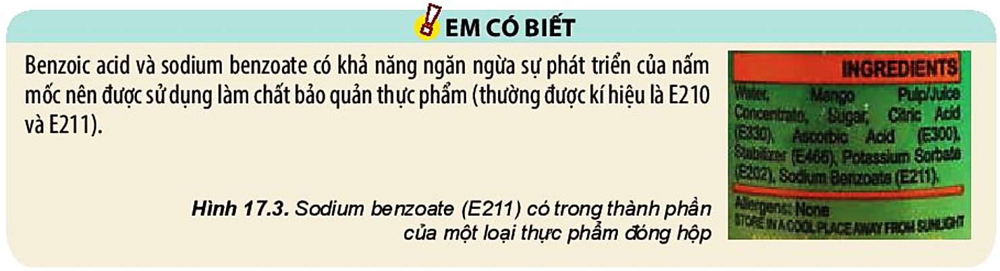 EM CÓ BIẾT
Benzoic acid và sodium benzoate có khả năng ngăn ngừa sự phát triển của nấm
mốc nên được sử dụng làm chất bảo quản thực phẩm (thường được kí hiệu là E210
và E211).
INGREDIENTS
Water, Mango Pulp/Juice
Concentrate, Sugar, Citric Acid
(E330), Ascorbic Acid (E300),
Stabilizer (E466), Potassium Sorbate
(E202), Sodium Benzoate (E211).
Allergens: None
STORE IN A COOL PLACE AWAY FROM SUNLIGHT
Hình 17.3. Sodium benzoate (E211) có trong thành phần
của một loại thực phẩm đóng hộp